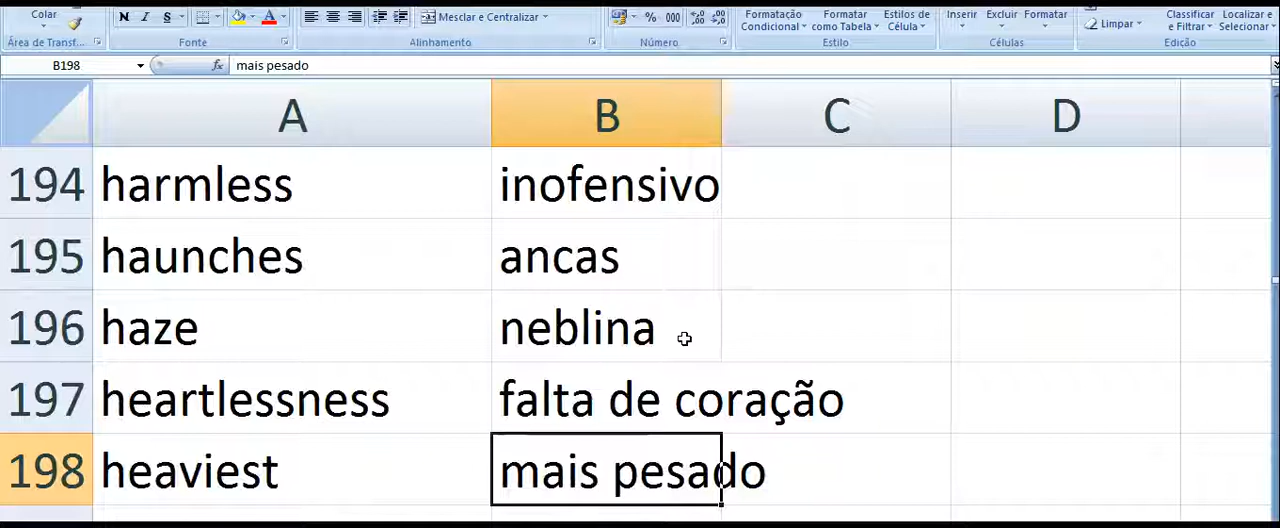 Colar
N I S
Mesclar e Centralizar
% 000
Formatação Condicional
Formatar como Tabela
Estilos de Célula
Inserir Excluir Formatar
Limpar
Classificar e Filtrar
Localizar e Selecionar
Área de Transf...
Fonte
Alinhamento
Número
Estilo
Células
Edição
B198 fx mais pesado
A B C D
194 harmless inofensivo
195 haunches ancas
196 haze neblina
197 heartlessness falta de coração
198 heaviest mais pesado